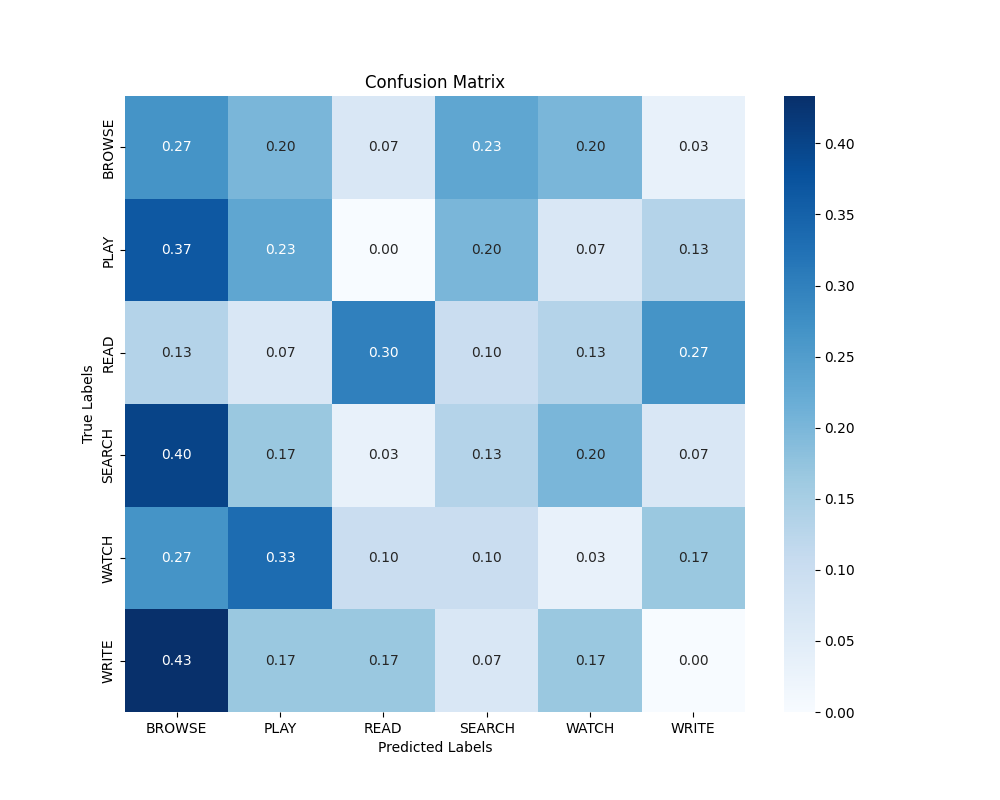 Confusion Matrix
True Labels
BROWSE 0.27 0.20 0.07 0.23 0.20 0.03
PLAY 0.37 0.23 0.00 0.20 0.07 0.13
READ 0.13 0.07 0.30 0.10 0.13 0.27
SEARCH 0.40 0.17 0.03 0.13 0.20 0.07
WATCH 0.27 0.33 0.10 0.10 0.03 0.17
WRITE 0.43 0.17 0.17 0.07 0.17 0.00
BROWSE PLAY READ SEARCH WATCH WRITE
Predicted Labels
0.40
0.35
0.30
0.25
0.20
0.15
0.10
0.05
0.00